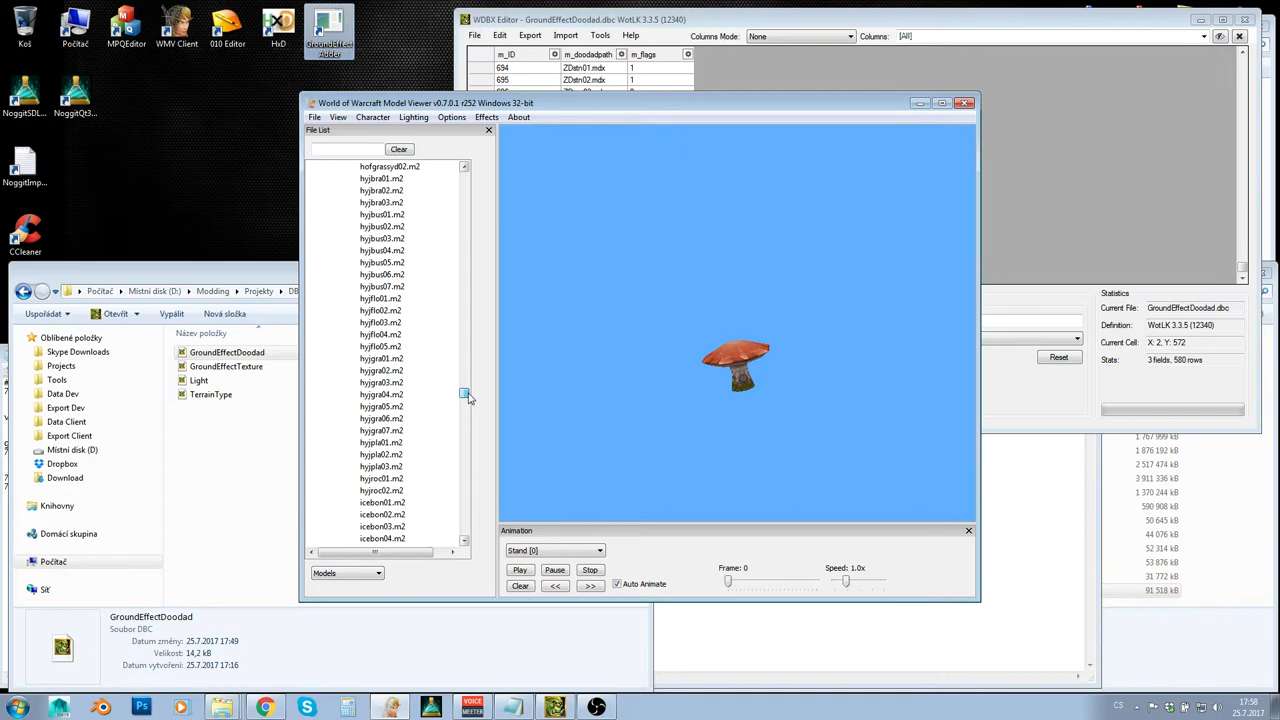 Koš
Počítač
MPQEditor
WMV Client
010 Editor
HxD
GroundEffect Adder
NoggitSDL...
NoggitQt3...
NoggitImp...
CCleaner
WDBX Editor - GroundEffectDoodad.dbc WotLK 3.3.5 (12340)
File Edit Export Import Tools Help
Columns Mode: None
Columns: [All]
m_ID m_doodadpath m_flags
694 ZDstn01.mdx 1
695 ZDstn02.mdx 1
World of Warcraft Model Viewer v0.7.0.1 r252 Windows 32-bit
File View Character Lighting Options Effects About
File List
Clear
hofgrassyd02.m2
hyjbra01.m2
hyjbra02.m2
hyjbra03.m2
hyjbus01.m2
hyjbus02.m2
hyjbus03.m2
hyjbus04.m2
hyjbus05.m2
hyjbus06.m2
hyjbus07.m2
hyjflo01.m2
hyjflo02.m2
hyjflo03.m2
hyjflo04.m2
hyjflo05.m2
hyjgra01.m2
hyjgra02.m2
hyjgra03.m2
hyjgra04.m2
hyjgra05.m2
hyjgra06.m2
hyjgra07.m2
hyjpla01.m2
hyjpla02.m2
hyjpla03.m2
hyjroc01.m2
hyjroc02.m2
icebon01.m2
icebon02.m2
icebon03.m2
icebon04.m2
Models
Animation
Stand [0]
Play Pause Stop
Clear << >>
Auto Animate
Frame: 0
Speed: 1.0x
Statistics
Current File: GroundEffectDoodad.dbc
Definition: WotLK 3.3.5 (12340)
Current Cell: X: 2, Y: 572
Stats: 3 fields, 580 rows
Reset
Počítač Místní disk (D:) Modding Projekty DB
Uspořádat Otevřít Vypálit Nová složka
Oblíbené položky
Skype Downloads
Projects
Tools
Data Dev
Export Dev
Data Client
Export Client
Místní disk (D)
Dropbox
Download
Knihovny
Domácí skupina
Počítač
Síť
Název položky
GroundEffectDoodad
GroundEffectTexture
Light
TerrainType
GroundEffectDoodad
Soubor DBC
Datum změny: 25.7.2017 17:49
Velikost: 14,2 kB
Datum vytvoření: 25.7.2017 17:16
1 767 999 kB
1 876 192 kB
2 517 474 kB
3 911 336 kB
1 370 244 kB
590 908 kB
50 645 kB
44 076 kB
52 314 kB
53 876 kB
31 772 kB
91 518 kB
VOICE MEETER
CS
17:58
25.7.2017